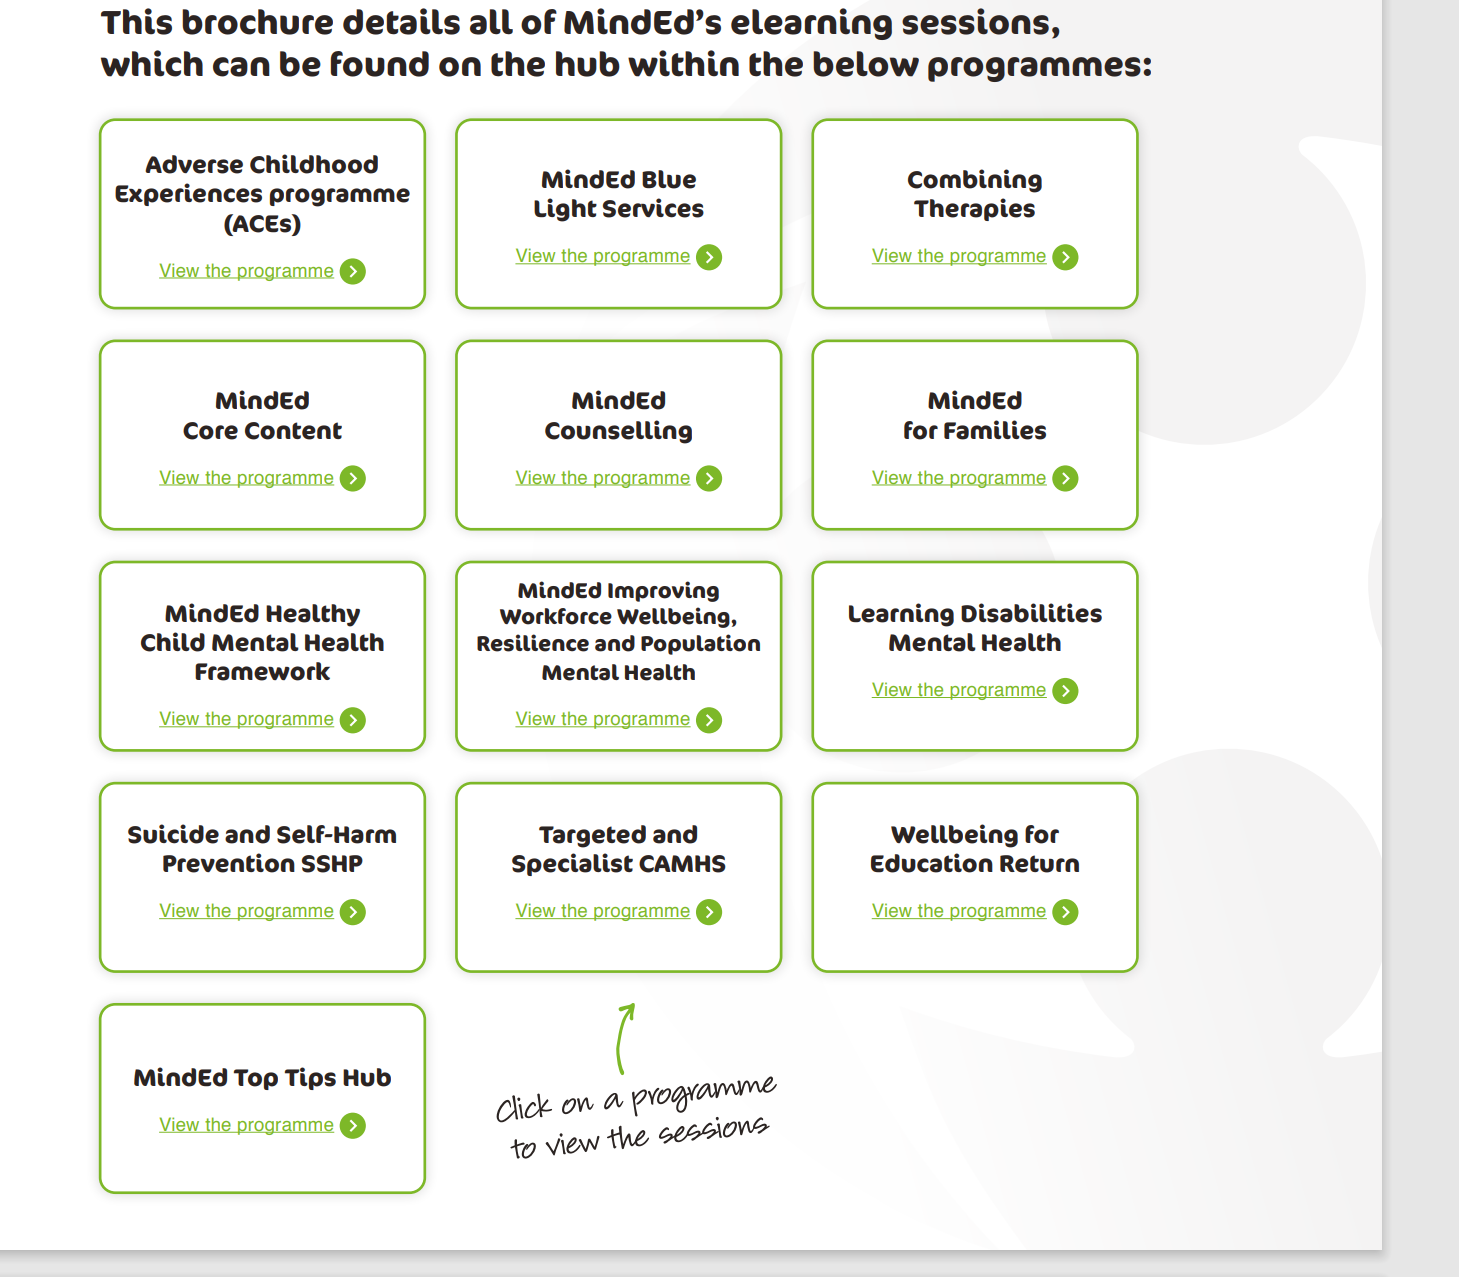 This brochure details all of MindEd's elearning sessions,
which can be found on the hub within the below programmes:
Adverse Childhood
Experiences programme
(ACEs)
View the programme
MindEd Blue
Light Services
View the programme
Combining
Therapies
View the programme
MindEd
Core Content
View the programme
MindEd
Counselling
View the programme
MindEd
for Families
View the programme
MindEd Healthy
Child Mental Health
Framework
View the programme
MindEd Improving
Workforce Wellbeing,
Resilience and Population
Mental Health
View the programme
Learning Disabilities
Mental Health
View the programme
Suicide and Self-Harm
Prevention SSHP
View the programme
Targeted and
Specialist CAMHS
View the programme
Wellbeing for
Education Return
View the programme
MindEd Top Tips Hub
View the programme
Click on a programme
to view the sessions